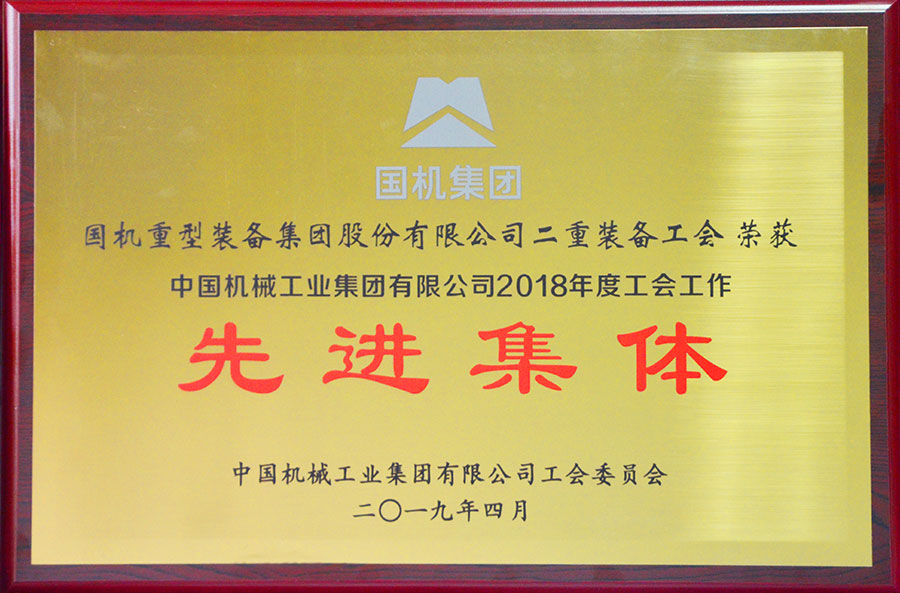 国机集团
国机重型装备集团股份有限公司二重装备工会 荣获
中国机械工业集团有限公司2018年度工会工作
先进集体
中国机械工业集团有限公司工会委员会
二〇一九年四月